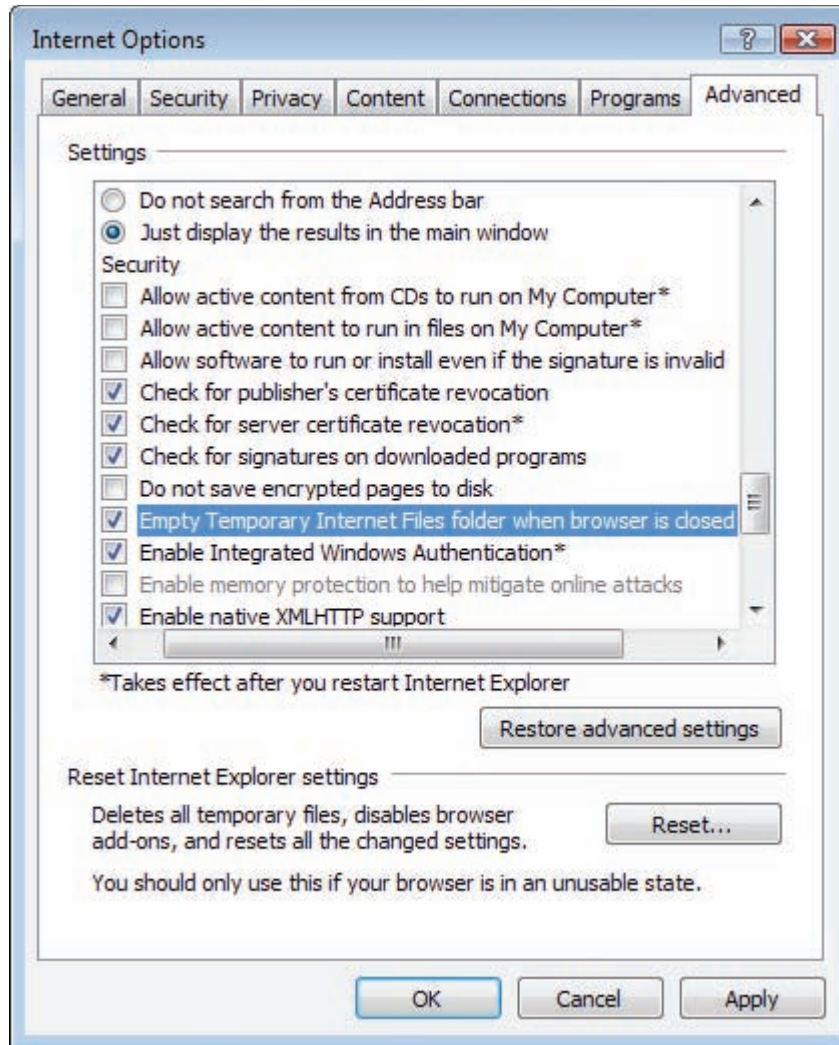 Internet Options
General Security Privacy Content Connections Programs Advanced
Settings
Do not search from the Address bar
Just display the results in the main window
Security
Allow active content from CDs to run on My Computer*
Allow active content to run in files on My Computer*
Allow software to run or install even if the signature is invalid
Check for publisher's certificate revocation
Check for server certificate revocation*
Check for signatures on downloaded programs
Do not save encrypted pages to disk
Empty Temporary Internet Files folder when browser is closed
Enable Integrated Windows Authentication*
Enable memory protection to help mitigate online attacks
Enable native XMLHTTP support
*Takes effect after you restart Internet Explorer
Restore advanced settings
Reset Internet Explorer settings
Deletes all temporary files, disables browser
add-ons, and resets all the changed settings.
Reset...
You should only use this if your browser is in an unusable state.
OK Cancel Apply